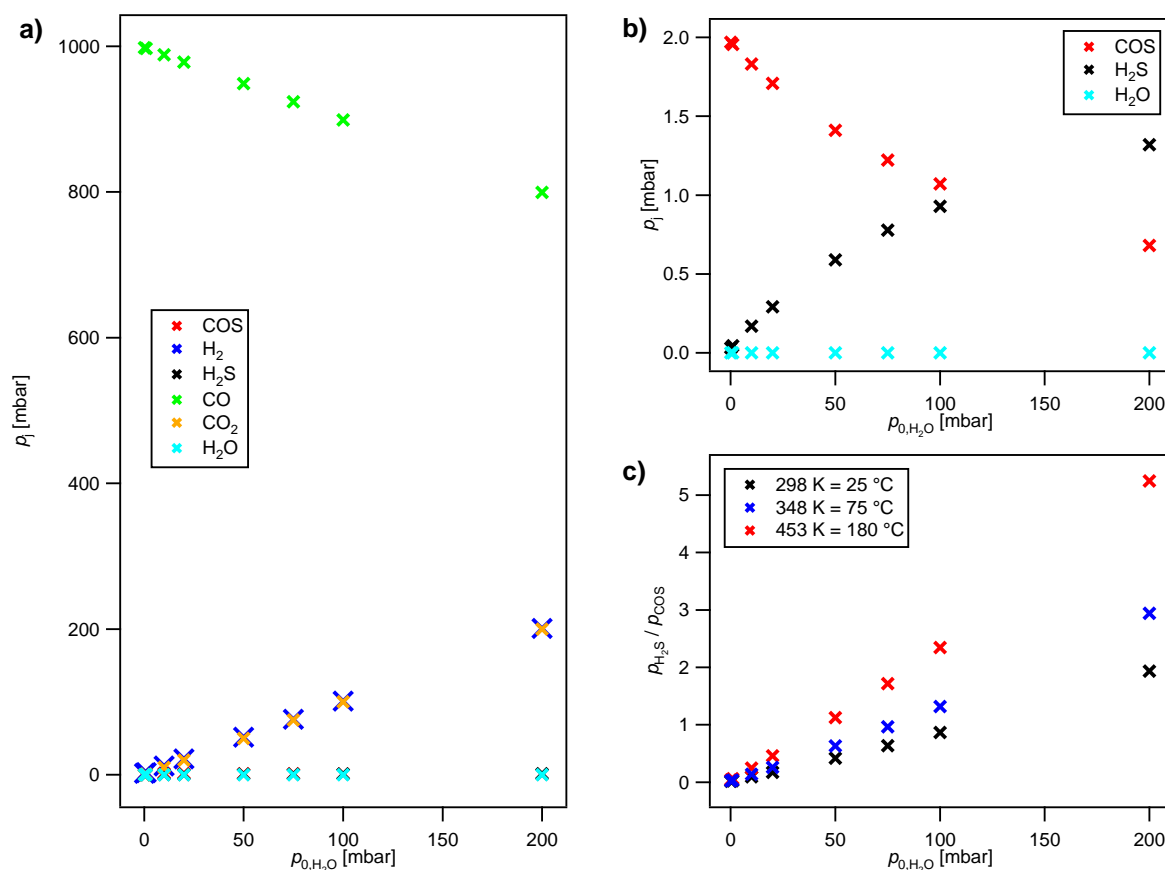 a)
1000
800
600
400
200
0
pj [mbar]
COS
H2
H2S
CO
CO2
H2O
0
50
100
150
200
p0,H2O [mbar]
b)
2.0
1.5
1.0
0.5
0.0
pj [mbar]
COS
H2S
H2O
0
50
100
150
200
p0,H2O [mbar]
c)
5
4
3
2
1
0
pH2S / pCOS
298 K = 25 °C
348 K = 75 °C
453 K = 180 °C
0
50
100
150
200
p0,H2O [mbar]